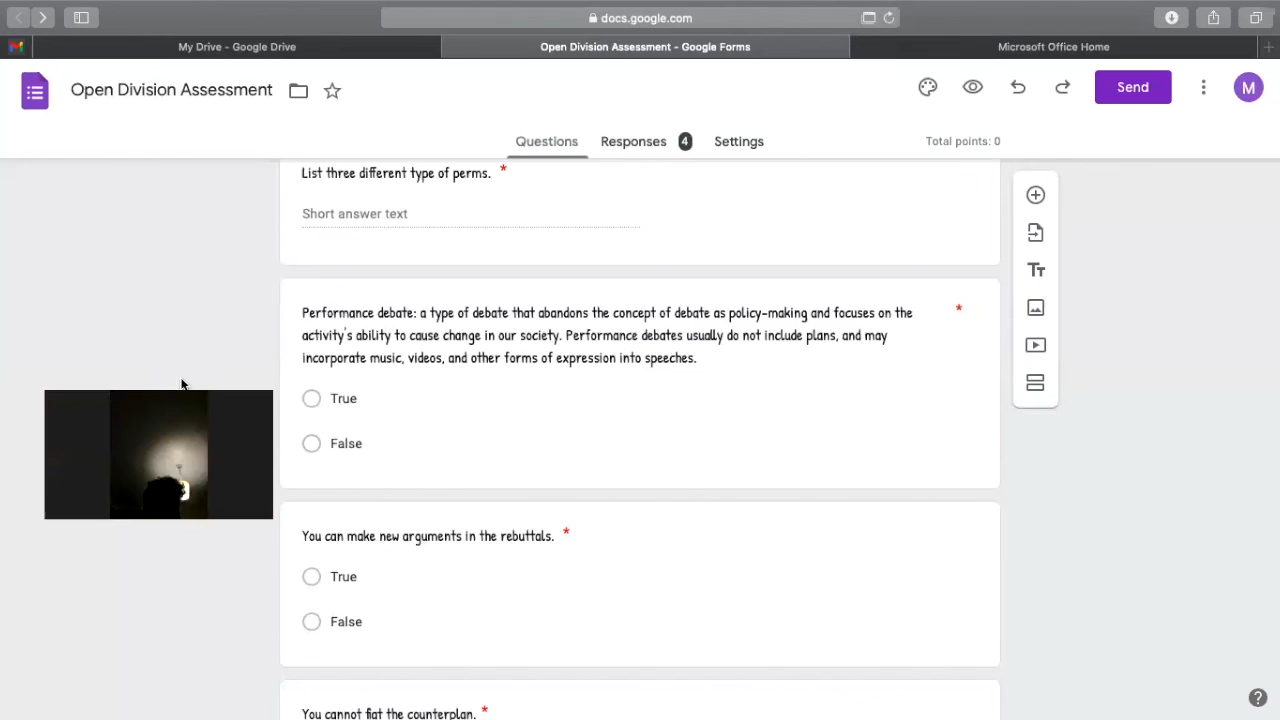 docs.google.com
My Drive - Google Drive
Open Division Assessment - Google Forms
Microsoft Office Home
Open Division Assessment
Send
M
Questions
Responses 4
Settings
Total points: 0
List three different type of perms. *
Short answer text
Performance debate: a type of debate that abandons the concept of debate as policy-making and focuses on the *
activity's ability to cause change in our society. Performance debates usually do not include plans, and may
incorporate music, videos, and other forms of expression into speeches.
True
False
You can make new arguments in the rebuttals. *
True
False
You cannot fiat the counterplan. *